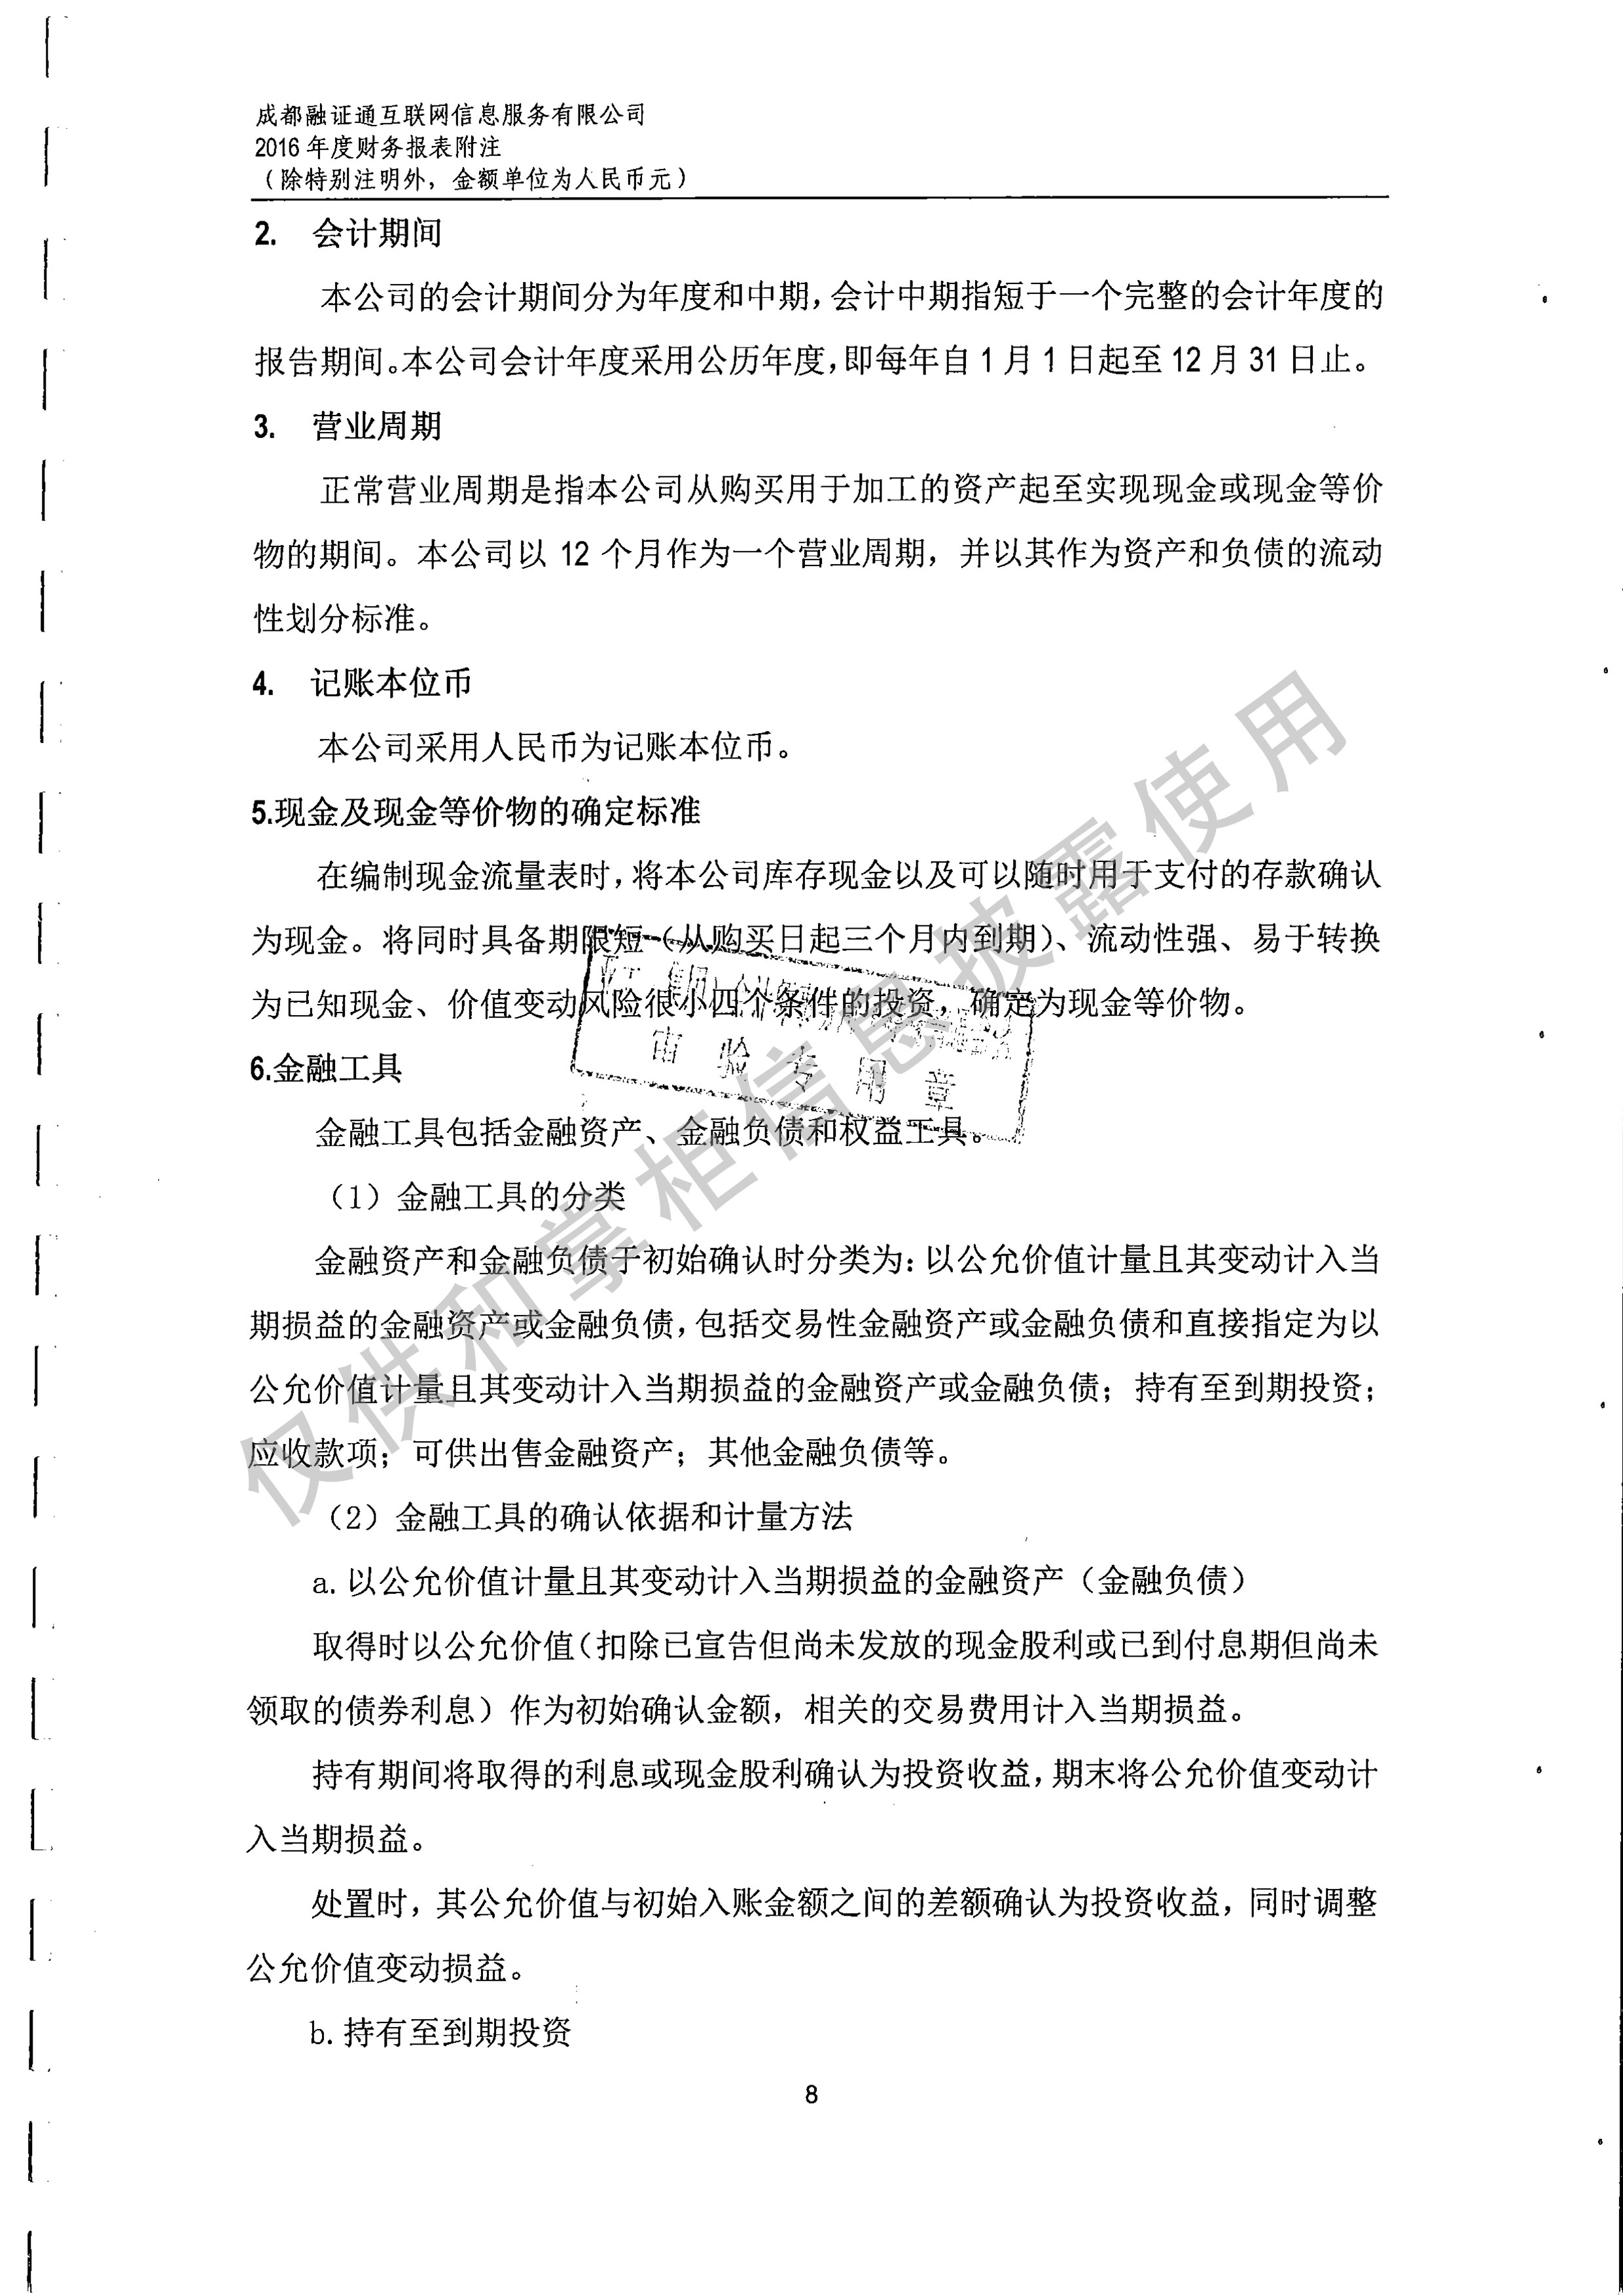 成都融证通互联网信息服务有限公司
2016 年度财务报表附注
（除特别注明外，金额单位为人民币元）
2. 会计期间
本公司的会计期间分为年度和中期，会计中期指短于一个完整的会计年度的
报告期间。本公司会计年度采用公历年度，即每年自 1 月 1 日起至 12 月 31 日止。
3. 营业周期
正常营业周期是指本公司从购买用于加工的资产起至实现现金或现金等价
物的期间。本公司以 12 个月作为一个营业周期，并以其作为资产和负债的流动
性划分标准。
4. 记账本位币
本公司采用人民币为记账本位币。
5.现金及现金等价物的确定标准
在编制现金流量表时，将本公司库存现金以及可以随时用于支付的存款确认
为现金。将同时具备期限短（从购买日起三个月内到期）、流动性强、易于转换
为已知现金、价值变动风险很小四个条件的投资，确定为现金等价物。
审验专用章
6.金融工具
金融工具包括金融资产、金融负债和权益工具。
（1）金融工具的分类
金融资产和金融负债于初始确认时分类为：以公允价值计量且其变动计入当
期损益的金融资产或金融负债，包括交易性金融资产或金融负债和直接指定为以
公允价值计量且其变动计入当期损益的金融资产或金融负债；持有至到期投资；
应收款项；可供出售金融资产；其他金融负债等。
（2）金融工具的确认依据和计量方法
a. 以公允价值计量且其变动计入当期损益的金融资产（金融负债）
取得时以公允价值（扣除已宣告但尚未发放的现金股利或已到付息期但尚未
领取的债券利息）作为初始确认金额，相关的交易费用计入当期损益。
持有期间将取得的利息或现金股利确认为投资收益，期末将公允价值变动计
入当期损益。
处置时，其公允价值与初始入账金额之间的差额确认为投资收益，同时调整
公允价值变动损益。
b. 持有至到期投资
8
仅供和掌柜信息披露使用